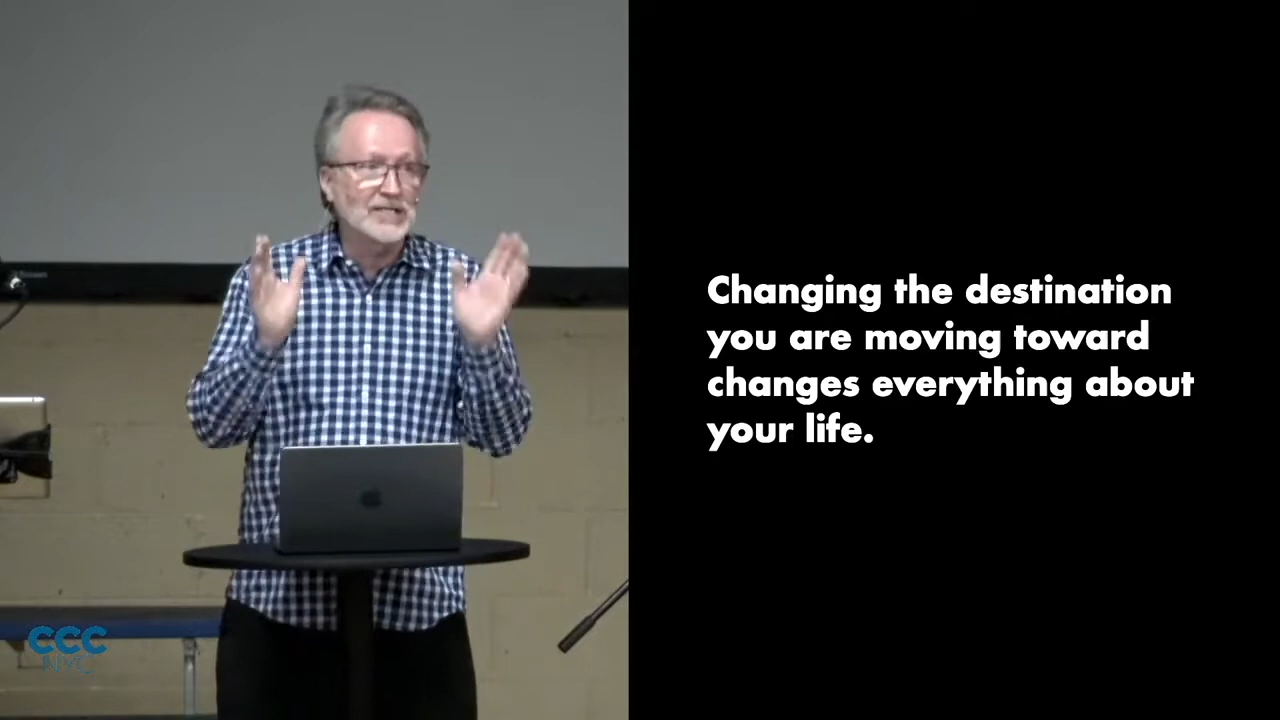 Changing the destination
you are moving toward
changes everything about
your life.
CCC
NYC